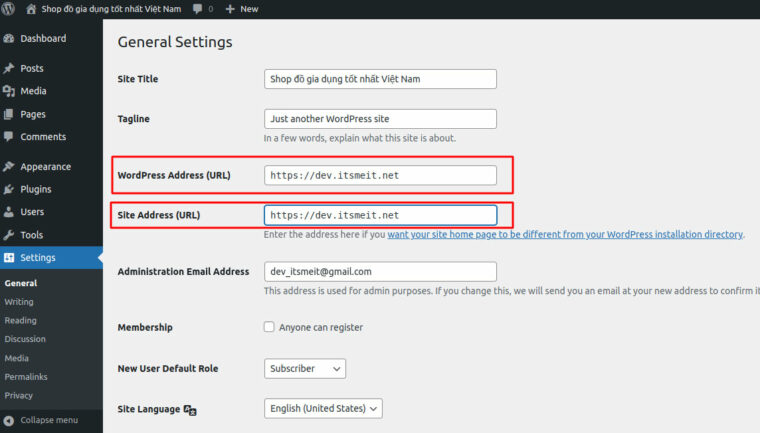 Shop đồ gia dụng tốt nhất Việt Nam 0 New
Dashboard
Posts
Media
Pages
Comments
Appearance
Plugins
Users
Tools
Settings
General
Writing
Reading
Discussion
Media
Permalinks
Privacy
Collapse menu
General Settings
Site Title Shop đồ gia dụng tốt nhất Việt Nam
Tagline Just another WordPress site
In a few words, explain what this site is about.
WordPress Address (URL) https://dev.itsmeit.net
Site Address (URL) https://dev.itsmeit.net
Enter the address here if you want your site home page to be different from your WordPress installation directory.
Administration Email Address dev_itsmeit@gmail.com
This address is used for admin purposes. If you change this, we will send you an email at your new address to confirm it
Membership Anyone can register
New User Default Role Subscriber
Site Language English (United States)